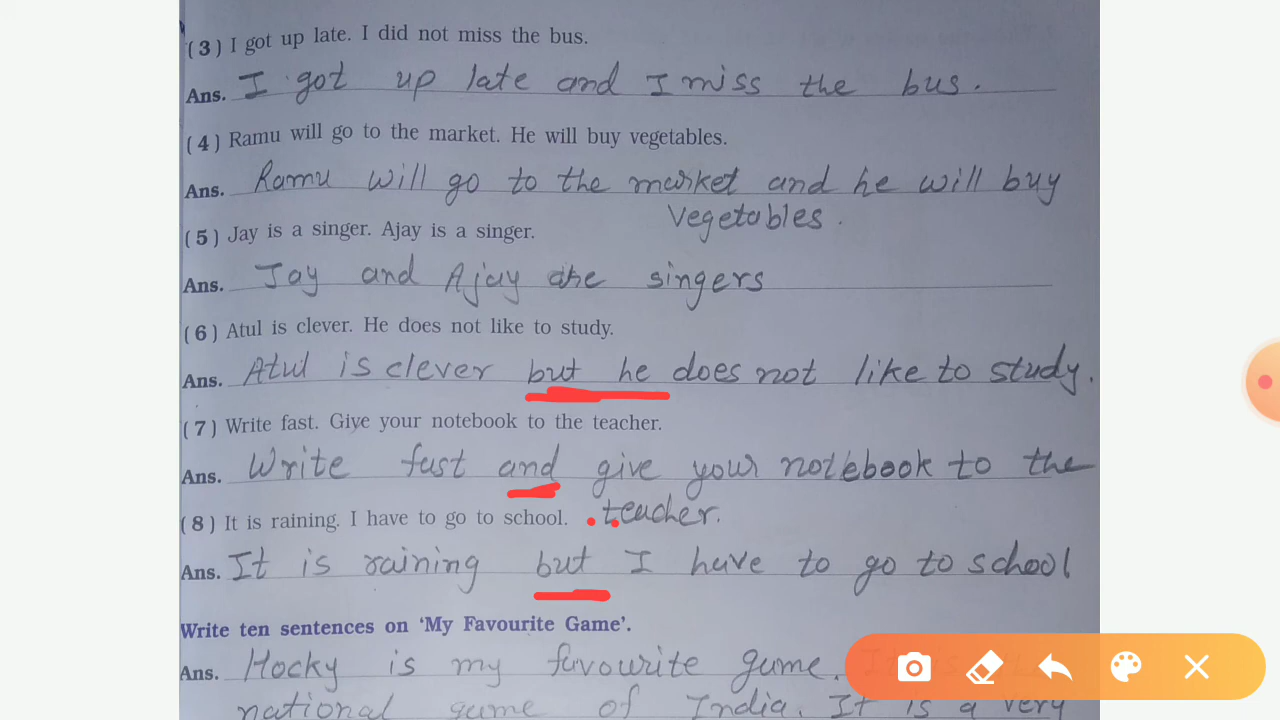 (3) I got up late. I did not miss the bus.
Ans. I got up late and I miss the bus.
(4) Ramu will go to the market. He will buy vegetables.
Ans. Ramu will go to the market and he will buy
vegetables.
(5) Jay is a singer. Ajay is a singer.
Ans. Jay and Ajay are singers
(6) Atul is clever. He does not like to study.
Ans. Atul is clever but he does not like to study.
(7) Write fast. Give your notebook to the teacher.
Ans. Write fast and give your notebook to the
teacher.
(8) It is raining. I have to go to school.
Ans. It is raining but I have to go to school
Write ten sentences on 'My Favourite Game'.
Ans. Hocky is my favourite game.
national game of India. It is a very